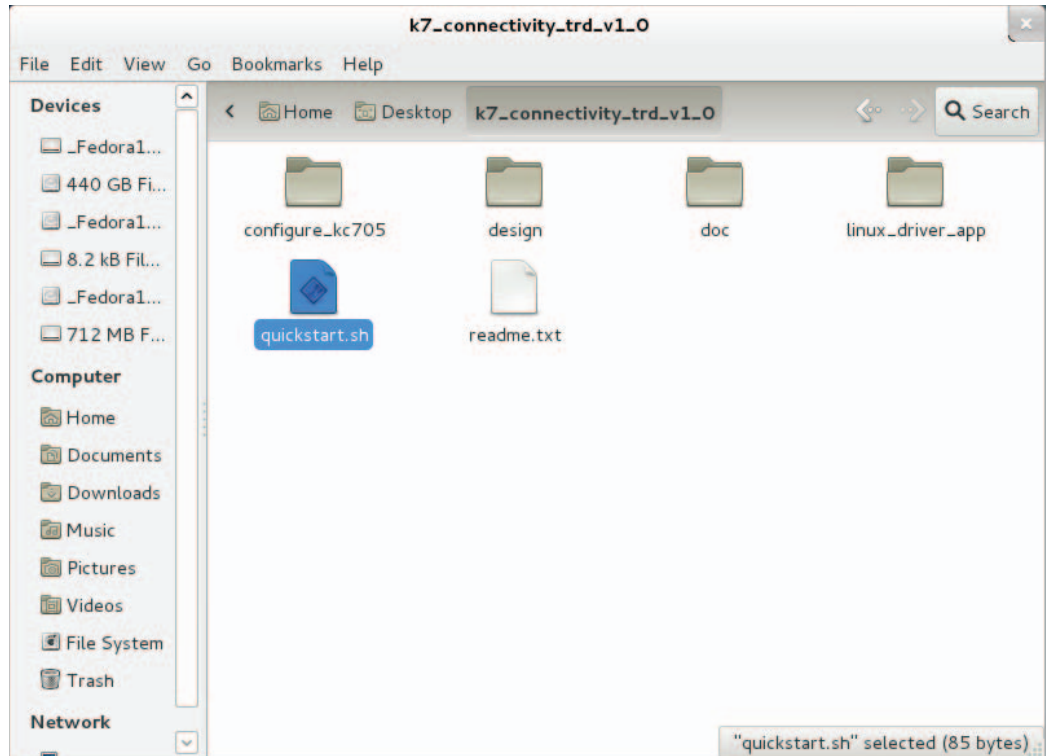 k7_connectivity_trd_v1_0
File Edit View Go Bookmarks Help
Devices
_Fedora1...
440 GB Fi...
_Fedora1...
8.2 kB Fil...
_Fedora1...
712 MB F...
Computer
Home
Documents
Downloads
Music
Pictures
Videos
File System
Trash
Network
Home Desktop k7_connectivity_trd_v1_0 Search
configure_kc705 design doc linux_driver_app
quickstart.sh readme.txt
"quickstart.sh" selected (85 bytes)